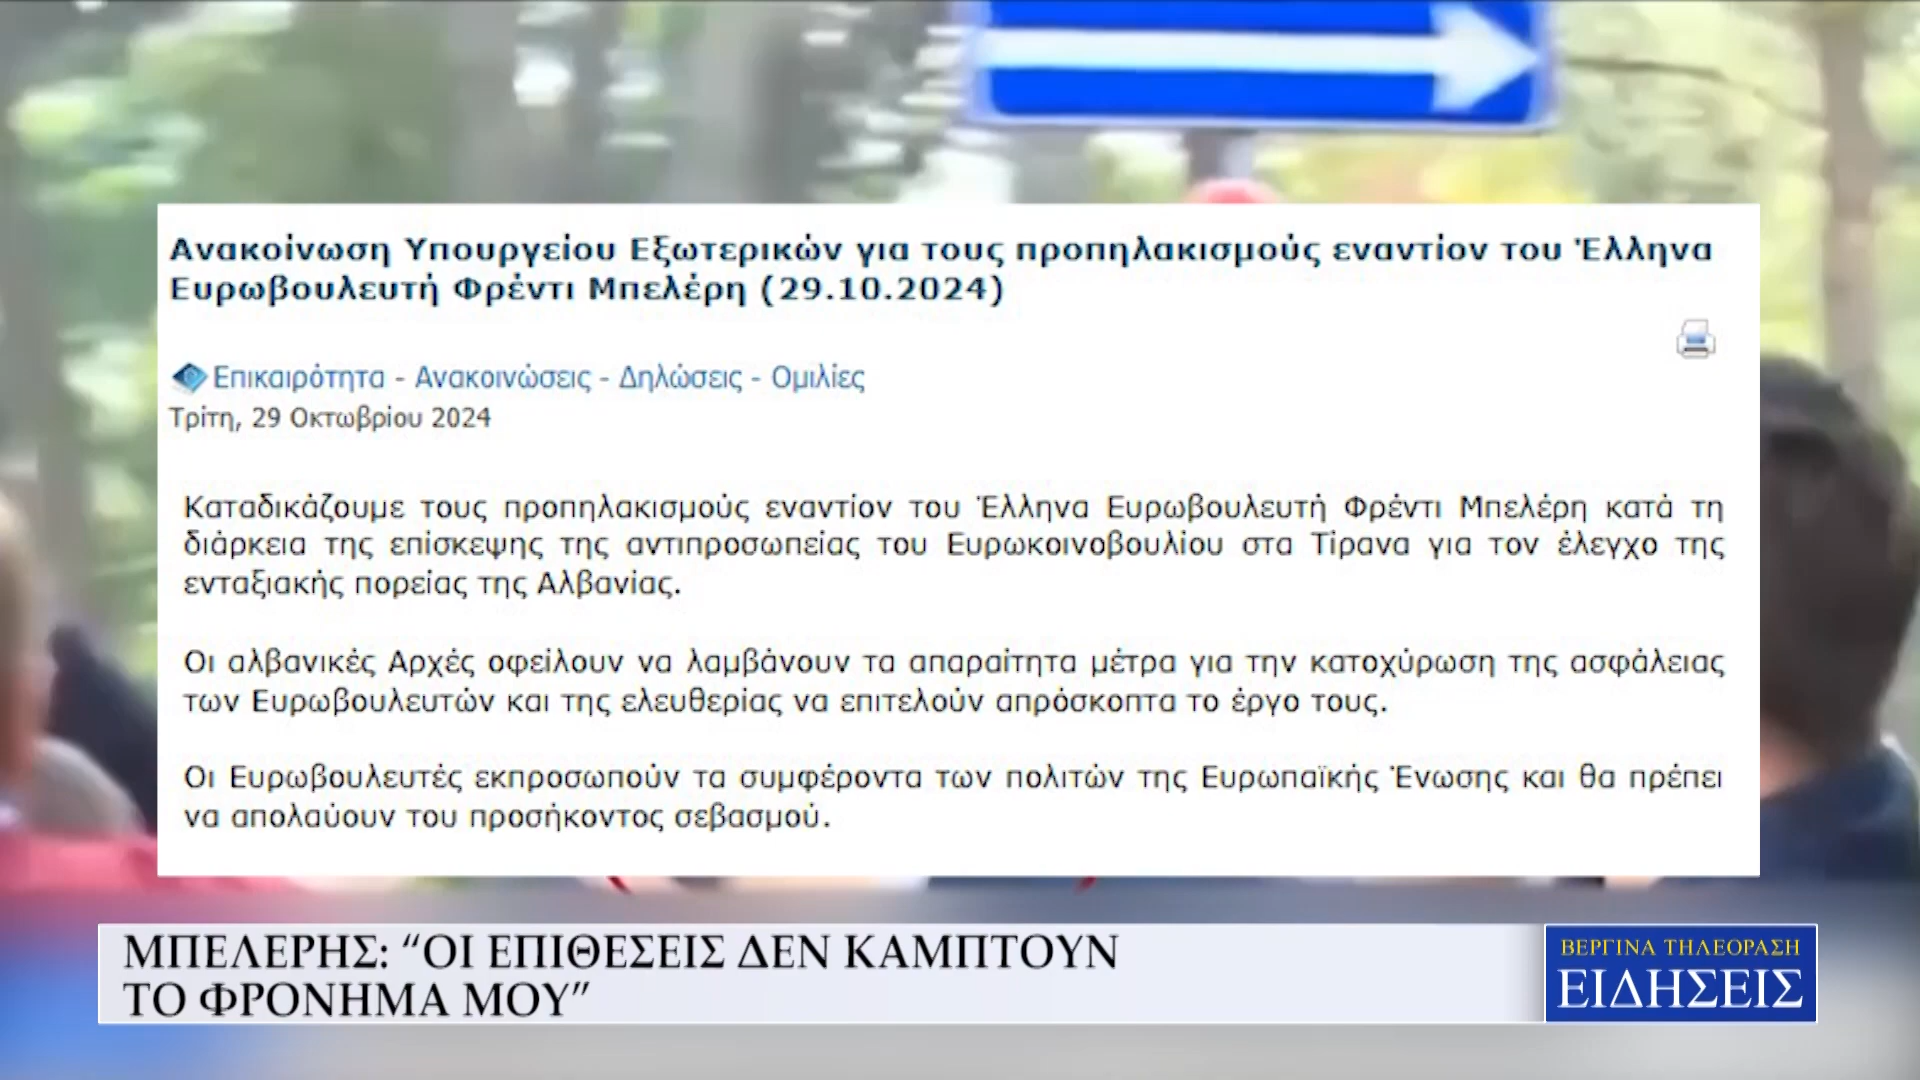 Ανακοίνωση Υπουργείου Εξωτερικών για τους προπηλακισμούς εναντίον του Έλληνα
Ευρωβουλευτή Φρέντι Μπελέρη (29.10.2024)
Επικαιρότητα - Ανακοινώσεις - Δηλώσεις - Ομιλίες
Τρίτη, 29 Οκτωβρίου 2024
Καταδικάζουμε τους προπηλακισμούς εναντίον του Έλληνα Ευρωβουλευτή Φρέντι Μπελέρη κατά τη
διάρκεια της επίσκεψης της αντιπροσωπείας του Ευρωκοινοβουλίου στα Τίρανα για τον έλεγχο της
ενταξιακής πορείας της Αλβανίας.
Οι αλβανικές Αρχές οφείλουν να λαμβάνουν τα απαραίτητα μέτρα για την κατοχύρωση της ασφάλειας
των Ευρωβουλευτών και της ελευθερίας να επιτελούν απρόσκοπτα το έργο τους.
Οι Ευρωβουλευτές εκπροσωπούν τα συμφέροντα των πολιτών της Ευρωπαϊκής Ένωσης και θα πρέπει
να απολαύουν του προσήκοντος σεβασμού.
ΜΠΕΛΕΡΗΣ: “ΟΙ ΕΠΙΘΕΣΕΙΣ ΔΕΝ ΚΑΜΠΤΟΥΝ
ΤΟ ΦΡΟΝΗΜΑ ΜΟΥ”
ΒΕΡΓΙΝΑ ΤΗΛΕΟΡΑΣΗ
ΕΙΔΗΣΕΙΣ